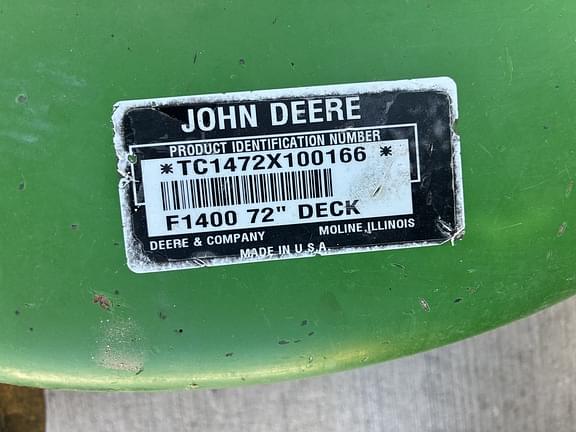 JOHN DEERE
PRODUCT IDENTIFICATION NUMBER
*TC1472X100166 *
F1400 72" DECK
DEERE & COMPANY MOLINE, ILLINOIS
MADE IN U.S.A.